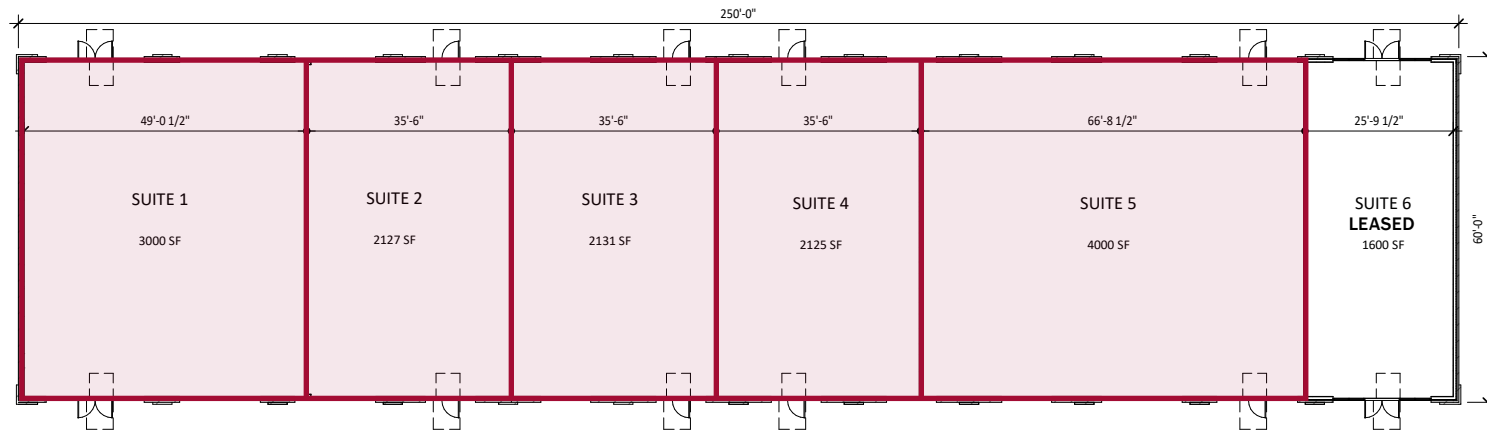 250'-0"
49'-0 1/2"
35'-6"
35'-6"
35'-6"
66'-8 1/2"
25'-9 1/2"
SUITE 1
3000 SF
SUITE 2
2127 SF
SUITE 3
2131 SF
SUITE 4
2125 SF
SUITE 5
4000 SF
SUITE 6
LEASED
1600 SF
60'-0"